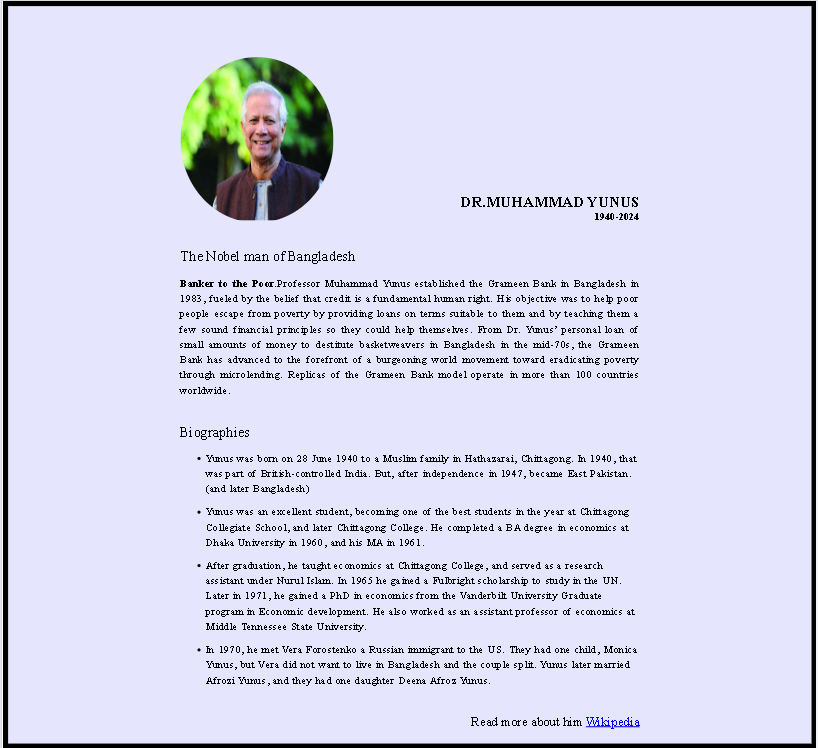 DR.MUHAMMAD YUNUS
1940-2024
The Nobel man of Bangladesh
Banker to the Poor.Professor Muhammad Yunus established the Grameen Bank in Bangladesh in
1983, fueled by the belief that credit is a fundamental human right. His objective was to help poor
people escape from poverty by providing loans on terms suitable to them and by teaching them a
few sound financial principles so they could help themselves. From Dr. Yunus' personal loan of
small amounts of money to destitute basketweavers in Bangladesh in the mid-70s, the Grameen
Bank has advanced to the forefront of a burgeoning world movement toward eradicating poverty
through microlending. Replicas of the Grameen Bank model operate in more than 100 countries
worldwide.
Biographies
• Yunus was born on 28 June 1940 to a Muslim family in Hathazarai, Chittagong. In 1940, that
was part of British-controlled India. But, after independence in 1947, became East Pakistan.
(and later Bangladesh)
• Yunus was an excellent student, becoming one of the best students in the year at Chittagong
Collegiate School, and later Chittagong College. He completed a BA degree in economics at
Dhaka University in 1960, and his MA in 1961.
• After graduation, he taught economics at Chittagong College, and served as a research
assistant under Nurul Islam. In 1965 he gained a Fulbright scholarship to study in the UN.
Later in 1971, he gained a PhD in economics from the Vanderbilt University Graduate
program in Economic development. He also worked as an assistant professor of economics at
Middle Tennessee State University.
• In 1970, he met Vera Forostenko a Russian immigrant to the US. They had one child, Monica
Yunus, but Vera did not want to live in Bangladesh and the couple split. Yunus later married
Afrozi Yunus, and they had one daughter Deena Afroz Yunus.
Read more about him Wikipedia